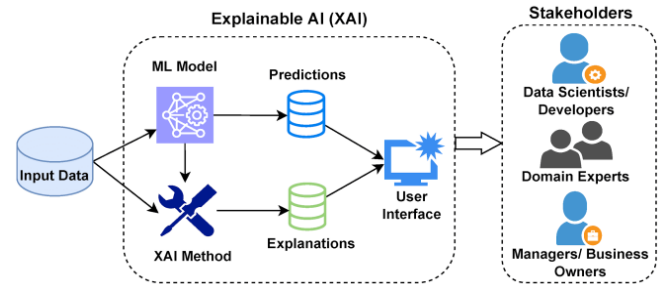 Explainable AI (XAI)
Stakeholders
ML Model
Predictions
Input Data
XAI Method
Explanations
User
Interface
Data Scientists/
Developers
Domain Experts
Managers/ Business
Owners